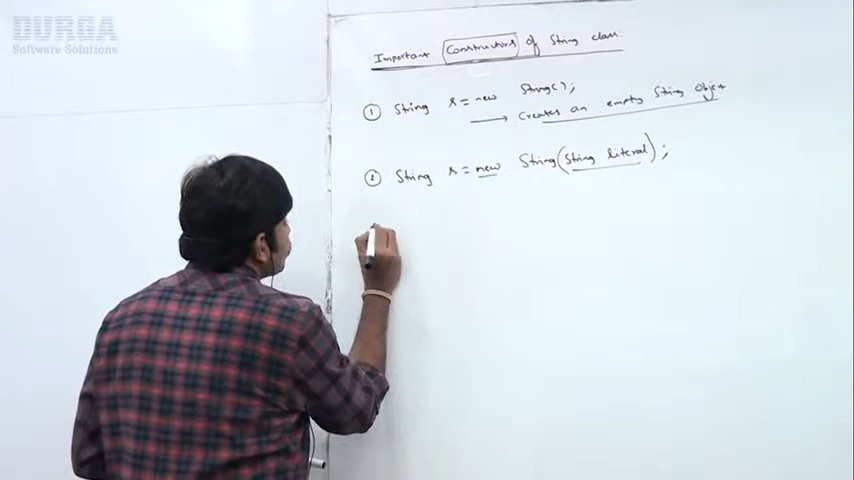 DURGA
Software Solutions
Important Constructors of String class:
① String s = new String();
→ Creates an empty String Object
② String s = new String(String literal);